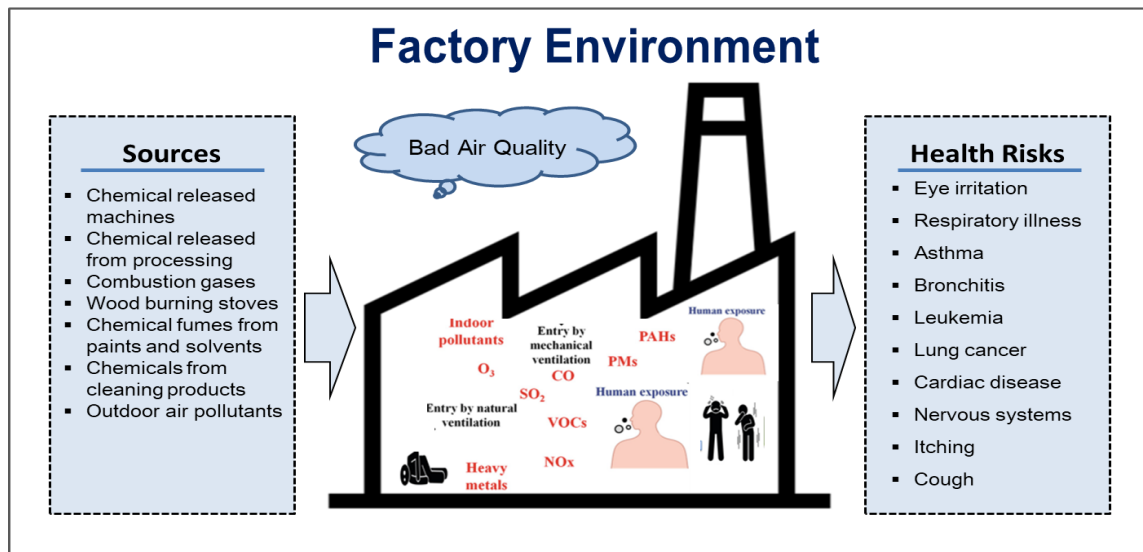 Factory Environment
Bad Air Quality
Sources
▪ Chemical released
machines
▪ Chemical released
from processing
▪ Combustion gases
▪ Wood burning stoves
▪ Chemical fumes from
paints and solvents
▪ Chemicals from
cleaning products
▪ Outdoor air pollutants
Indoor
pollutants
O₃
Entry by
mechanical
ventilation
CO
SO₂
PAHs
PMs
Human exposure
Entry by natural
ventilation
VOCs
Human exposure
Heavy
metals
NOx
Health Risks
▪ Eye irritation
▪ Respiratory illness
▪ Asthma
▪ Bronchitis
▪ Leukemia
▪ Lung cancer
▪ Cardiac disease
▪ Nervous systems
▪ Itching
▪ Cough